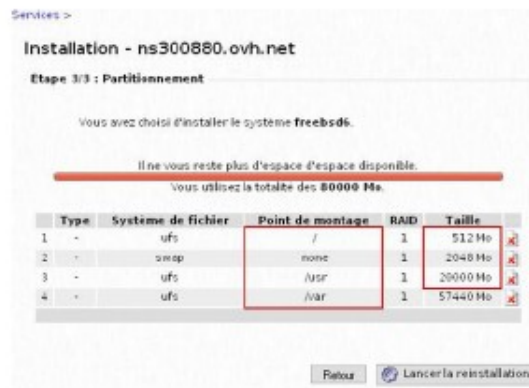 Services >
Installation - ns300880.ovh.net
Etape 3/3 : Partitionnement
Vous avez choisi d'installer le système freebsd6.
Il ne vous reste plus d'espace d'espace disponible.
Vous utilisez la totalite des 80000 Mo.
Type Système de fichier Point de montage RAID Taille
1 - ufs / 1 512 Mo
2 - swap none 1 2048 Mo
3 - ufs /usr 1 20000 Mo
4 - ufs /var 1 57440 Mo
Retour Lancer la reinstallation